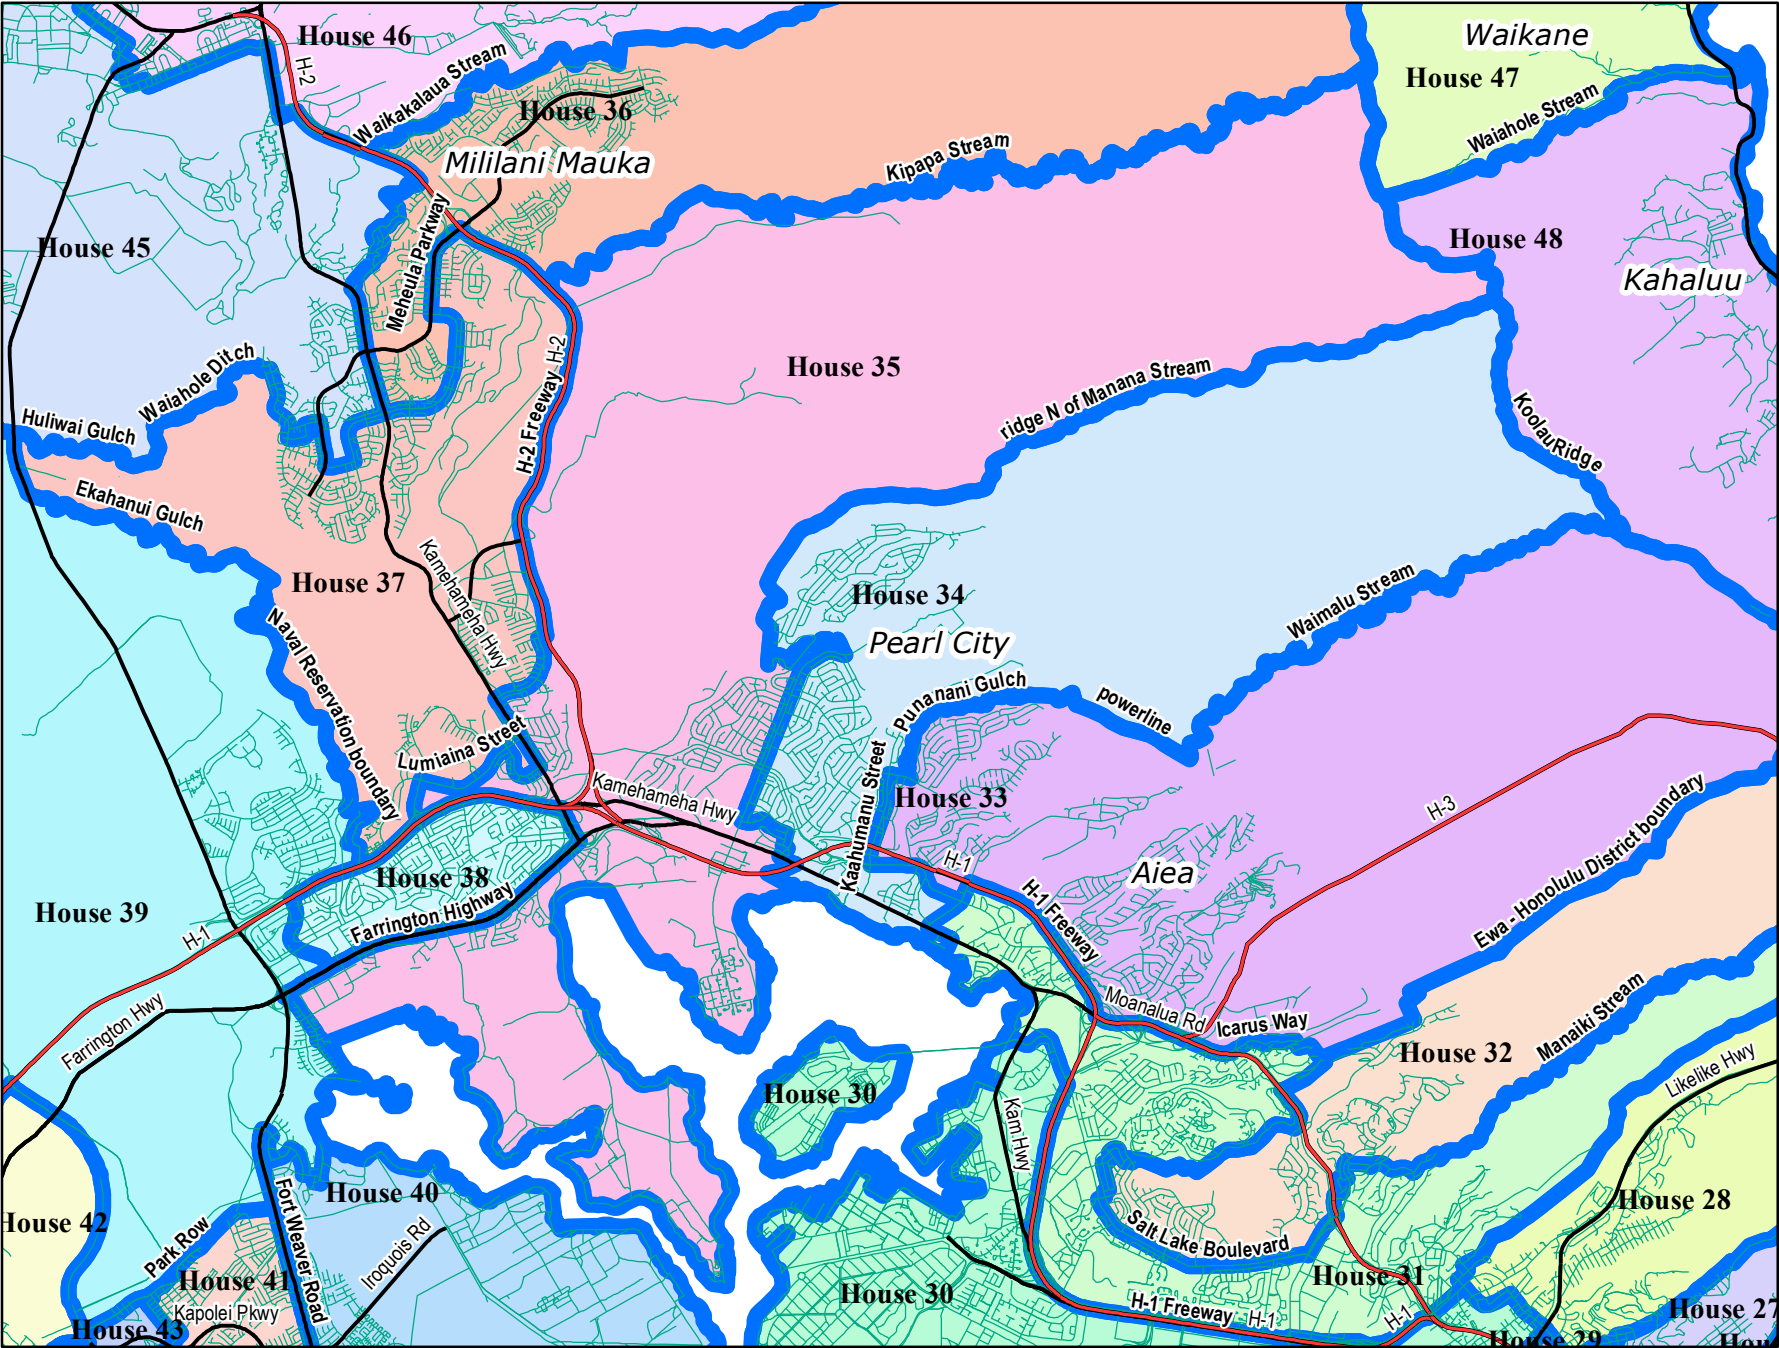 House 46
Waikane
House 47
H-2
Waikakalaua Stream
House 36
Waiahole Stream
Kipapa Stream
Mililani Mauka
House 45
Meheula Parkway
House 48
Kahaluu
Waiahole Ditch
H-2 Freeway
H-2
House 35
ridge N of Manana Stream
Huliwai Gulch
Koolau Ridge
Ekahanui Gulch
House 37
Kamehameha Hwy
House 34
Pearl City
Waimalu Stream
Naval Reservation boundary
Punanani Gulch
powerline
Lumiaina Street
Kamehameha Hwy
Kaahumanu Street
House 33
H-3
Ewa - Honolulu District boundary
House 38
H-1
Aiea
House 39
Farrington Highway
H-1 Freeway
H-1
Farrington Hwy
Moanalua Rd
Icarus Way
Manaiki Stream
House 32
Likelike Hwy
House 30
Kam Hwy
House 40
House 28
House 42
Park Row
Fort Weaver Road
Iroquois Rd
Salt Lake Boulevard
House 41
Kapolei Pkwy
House 30
House 31
H-1 Freeway
H-1
H-1
House 27
House 43
House 29